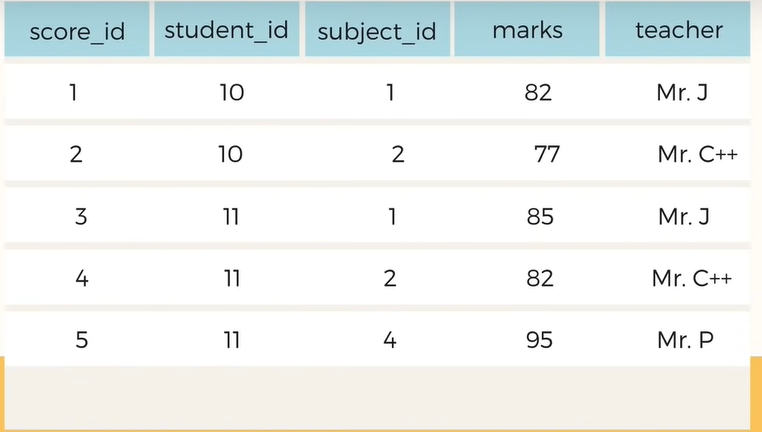 score_id student_id subject_id marks teacher
1 10 1 82 Mr. J
2 10 2 77 Mr. C++
3 11 1 85 Mr. J
4 11 2 82 Mr. C++
5 11 4 95 Mr. P